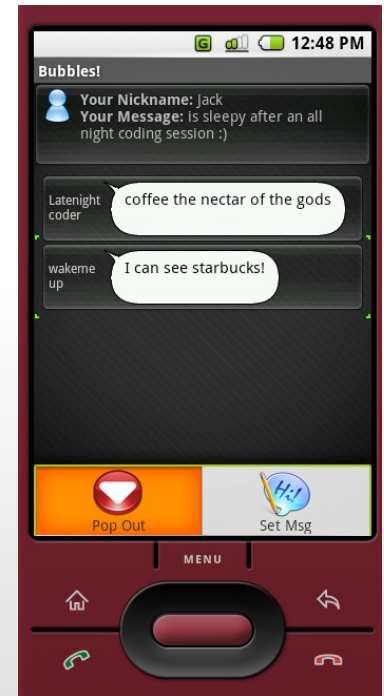 G 12:48 PM
Bubbles!
Your Nickname: Jack
Your Message: is sleepy after an all
night coding session :)
Latenight
coder
coffee the nectar of the gods
wakeme
up
I can see starbucks!
Hi!
Pop Out
Set Msg
MENU